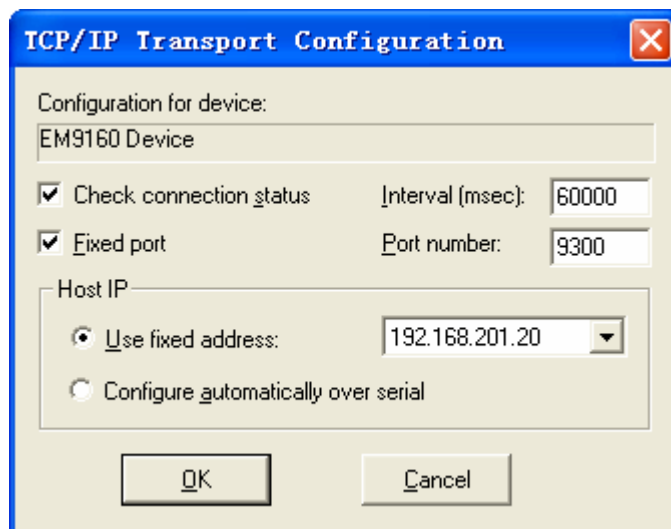 TCP/IP Transport Configuration
Configuration for device:
EM9160 Device
Check connection status Interval (msec): 60000
Fixed port Port number: 9300
Host IP
Use fixed address: 192.168.201.20
Configure automatically over serial
OK Cancel